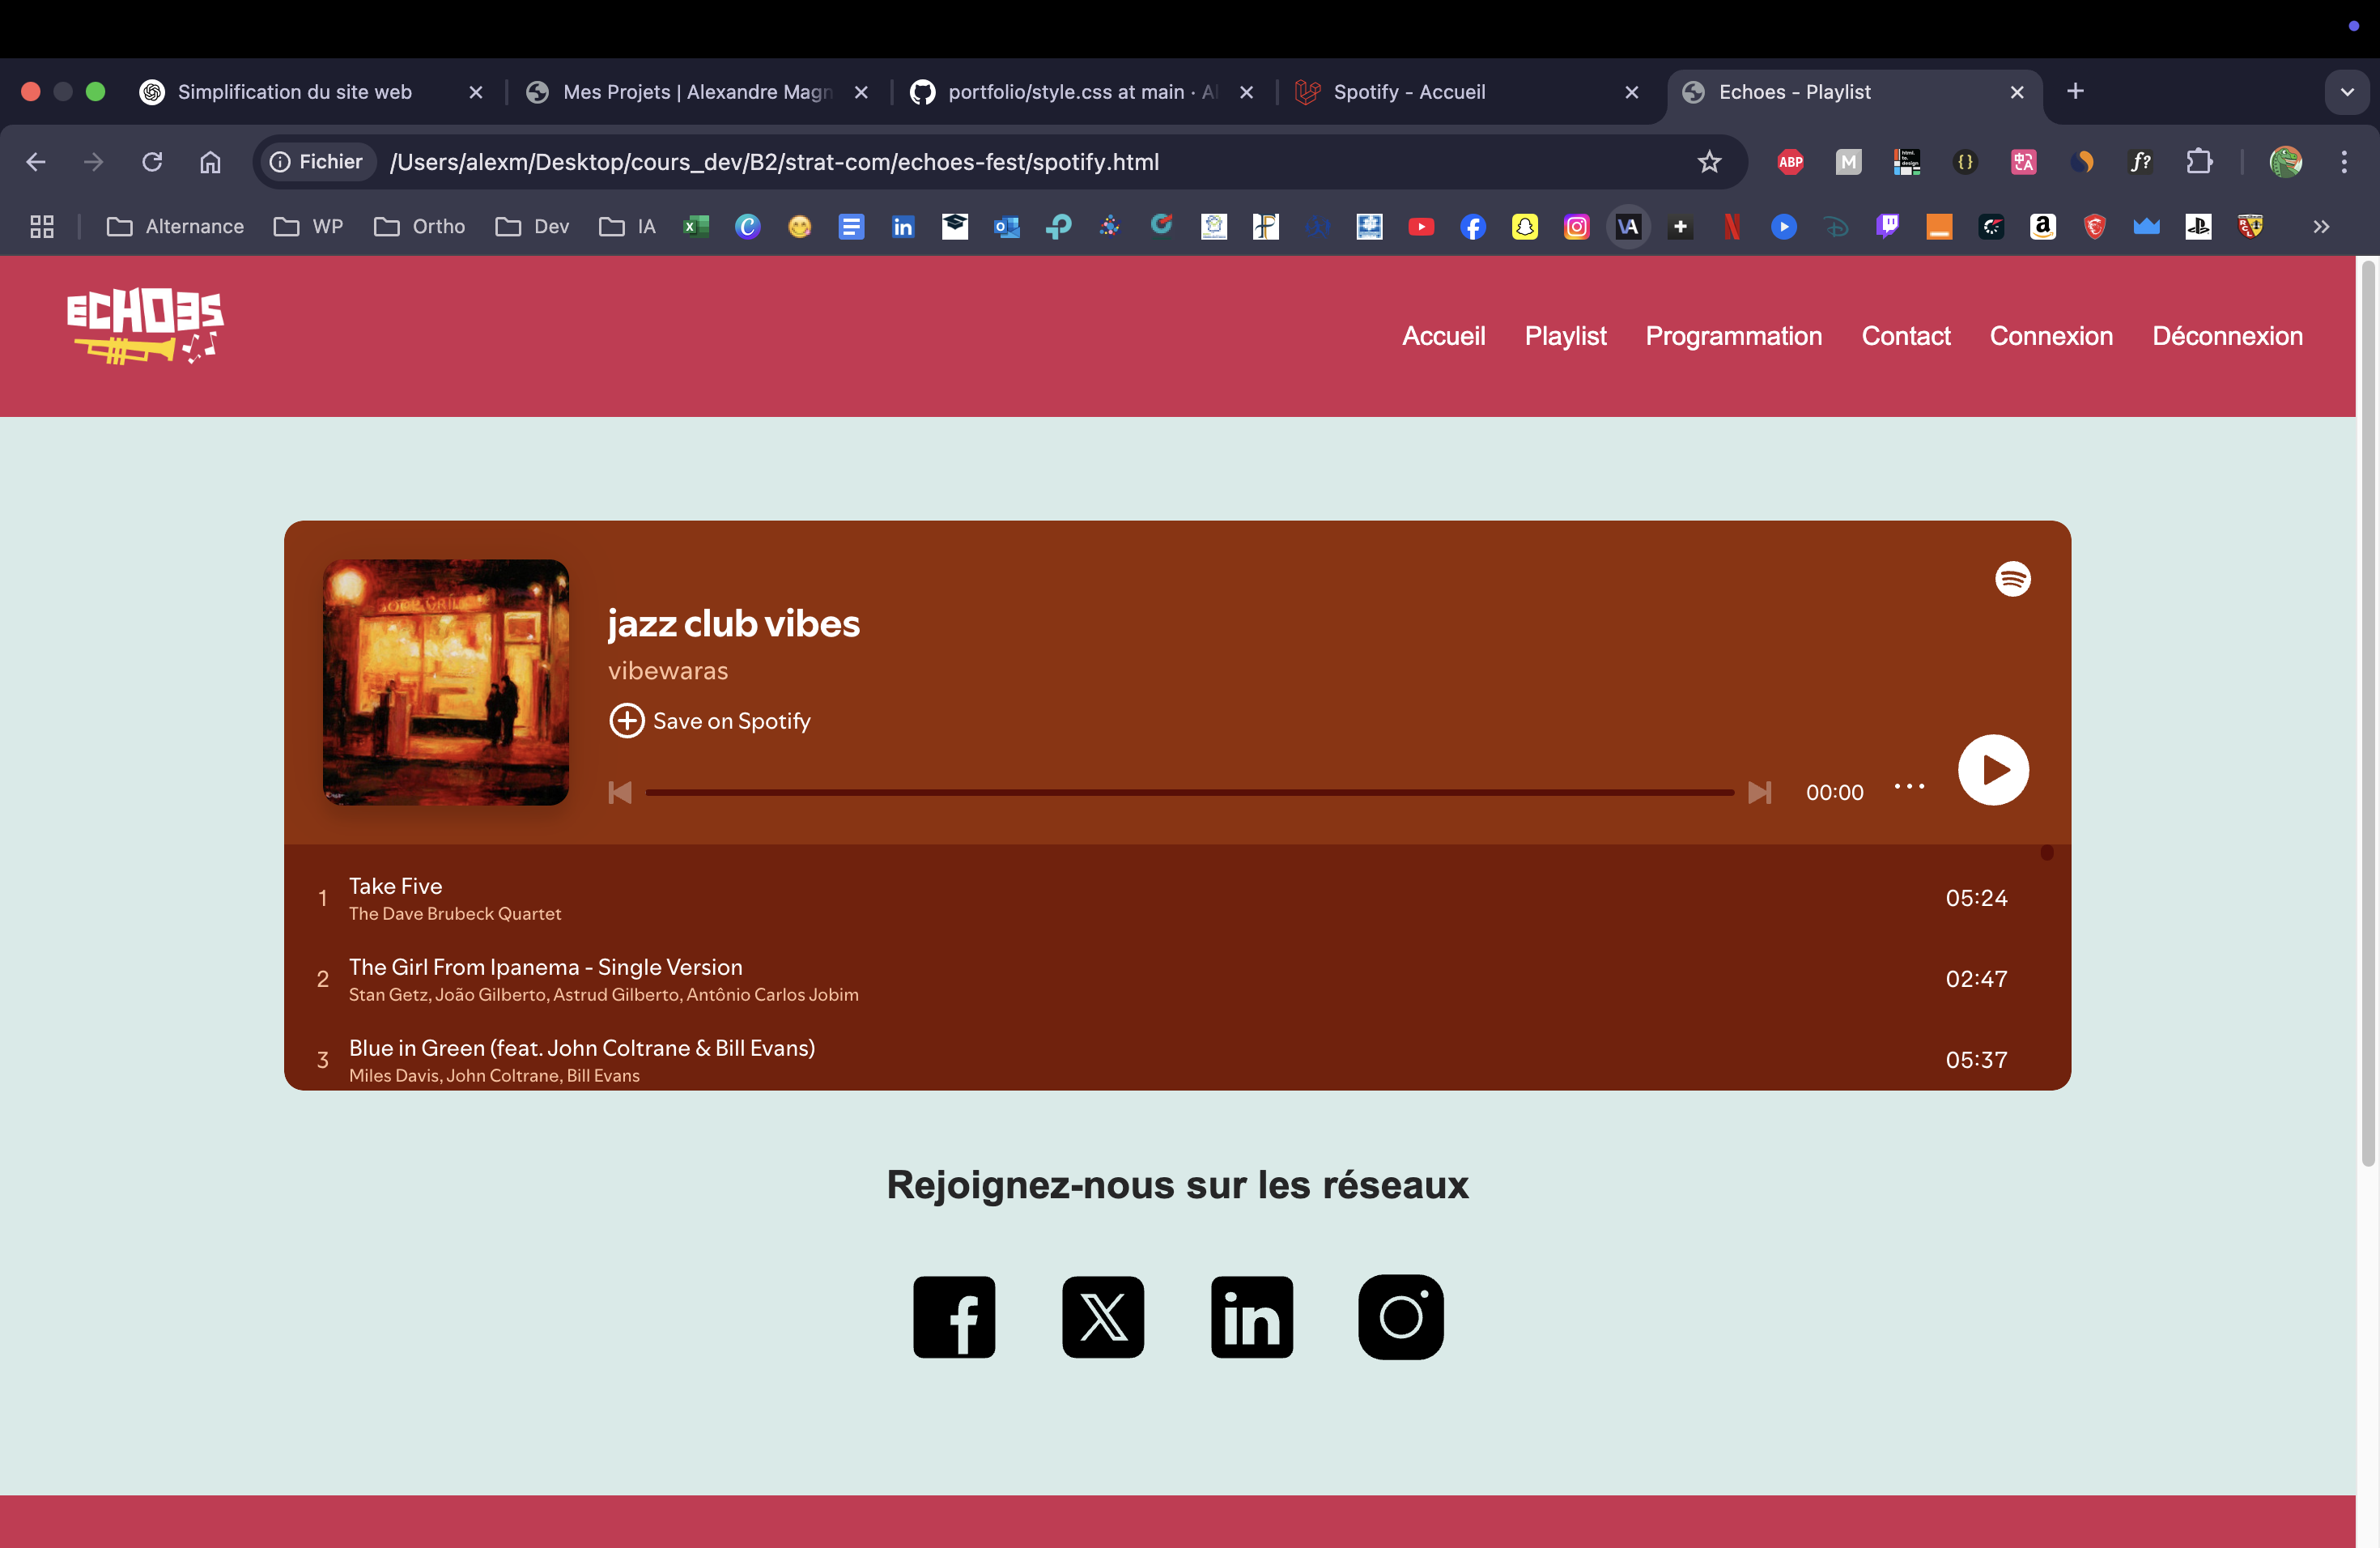 Simplification du site web
Mes Projets | Alexandre Magn
portfolio/style.css at main · Al
Spotify - Accueil
Echoes - Playlist
Fichier
/Users/alexm/Desktop/cours_dev/B2/strat-com/echoes-fest/spotify.html
ABP
M
Alternance
WP
Ortho
Dev
IA
ECHOES
Accueil
Playlist
Programmation
Contact
Connexion
Déconnexion
jazz club vibes
vibewaras
Save on Spotify
00:00
1
Take Five
The Dave Brubeck Quartet
05:24
2
The Girl From Ipanema - Single Version
Stan Getz, João Gilberto, Astrud Gilberto, Antônio Carlos Jobim
02:47
3
Blue in Green (feat. John Coltrane & Bill Evans)
Miles Davis, John Coltrane, Bill Evans
05:37
Rejoignez-nous sur les réseaux